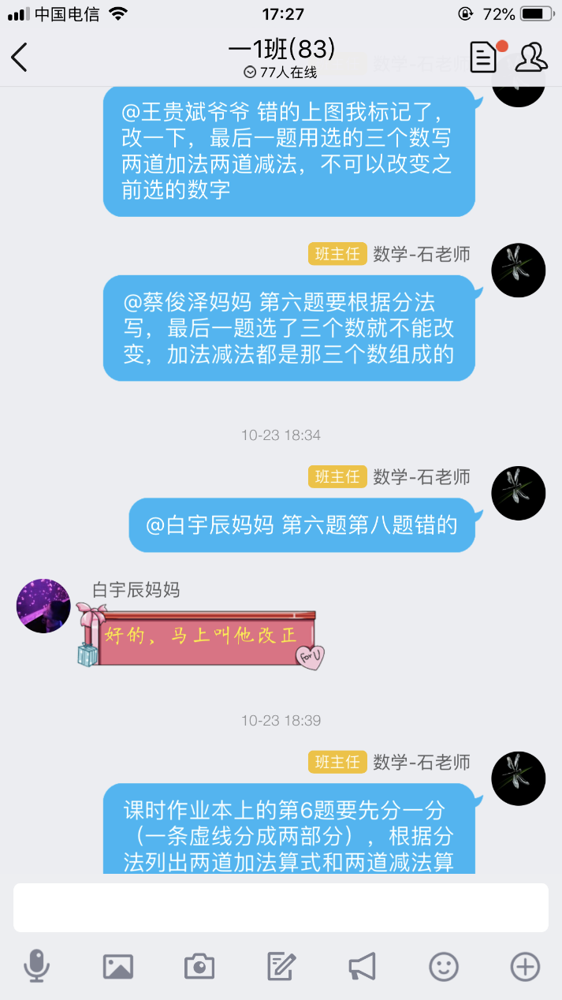 中国电信
17:27
72%
一1班(83)
77人在线
@王贵斌爷爷 错的上图我标记了，
改一下，最后一题用选的三个数写
两道加法两道减法，不可以改变之
前选的数字
班主任 数学-石老师
@蔡俊泽妈妈 第六题要根据分法
写，最后一题选了三个数就不能改
变，加法减法都是那三个数组成的
10-23 18:34
班主任 数学-石老师
@白宇辰妈妈 第六题第八题错的
白宇辰妈妈
好的，马上叫他改正
for U
10-23 18:39
班主任 数学-石老师
课时作业本上的第6题要先分一分
（一条虚线分成两部分），根据分
法列出两道加法算式和两道减法算